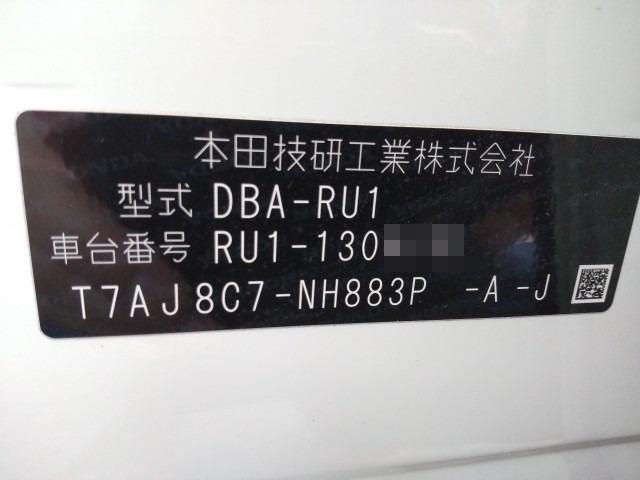 本田技研工業株式会社
型式 DBA-RU1
車台番号 RU1-130
T7AJ8C7-NH883P -A -J